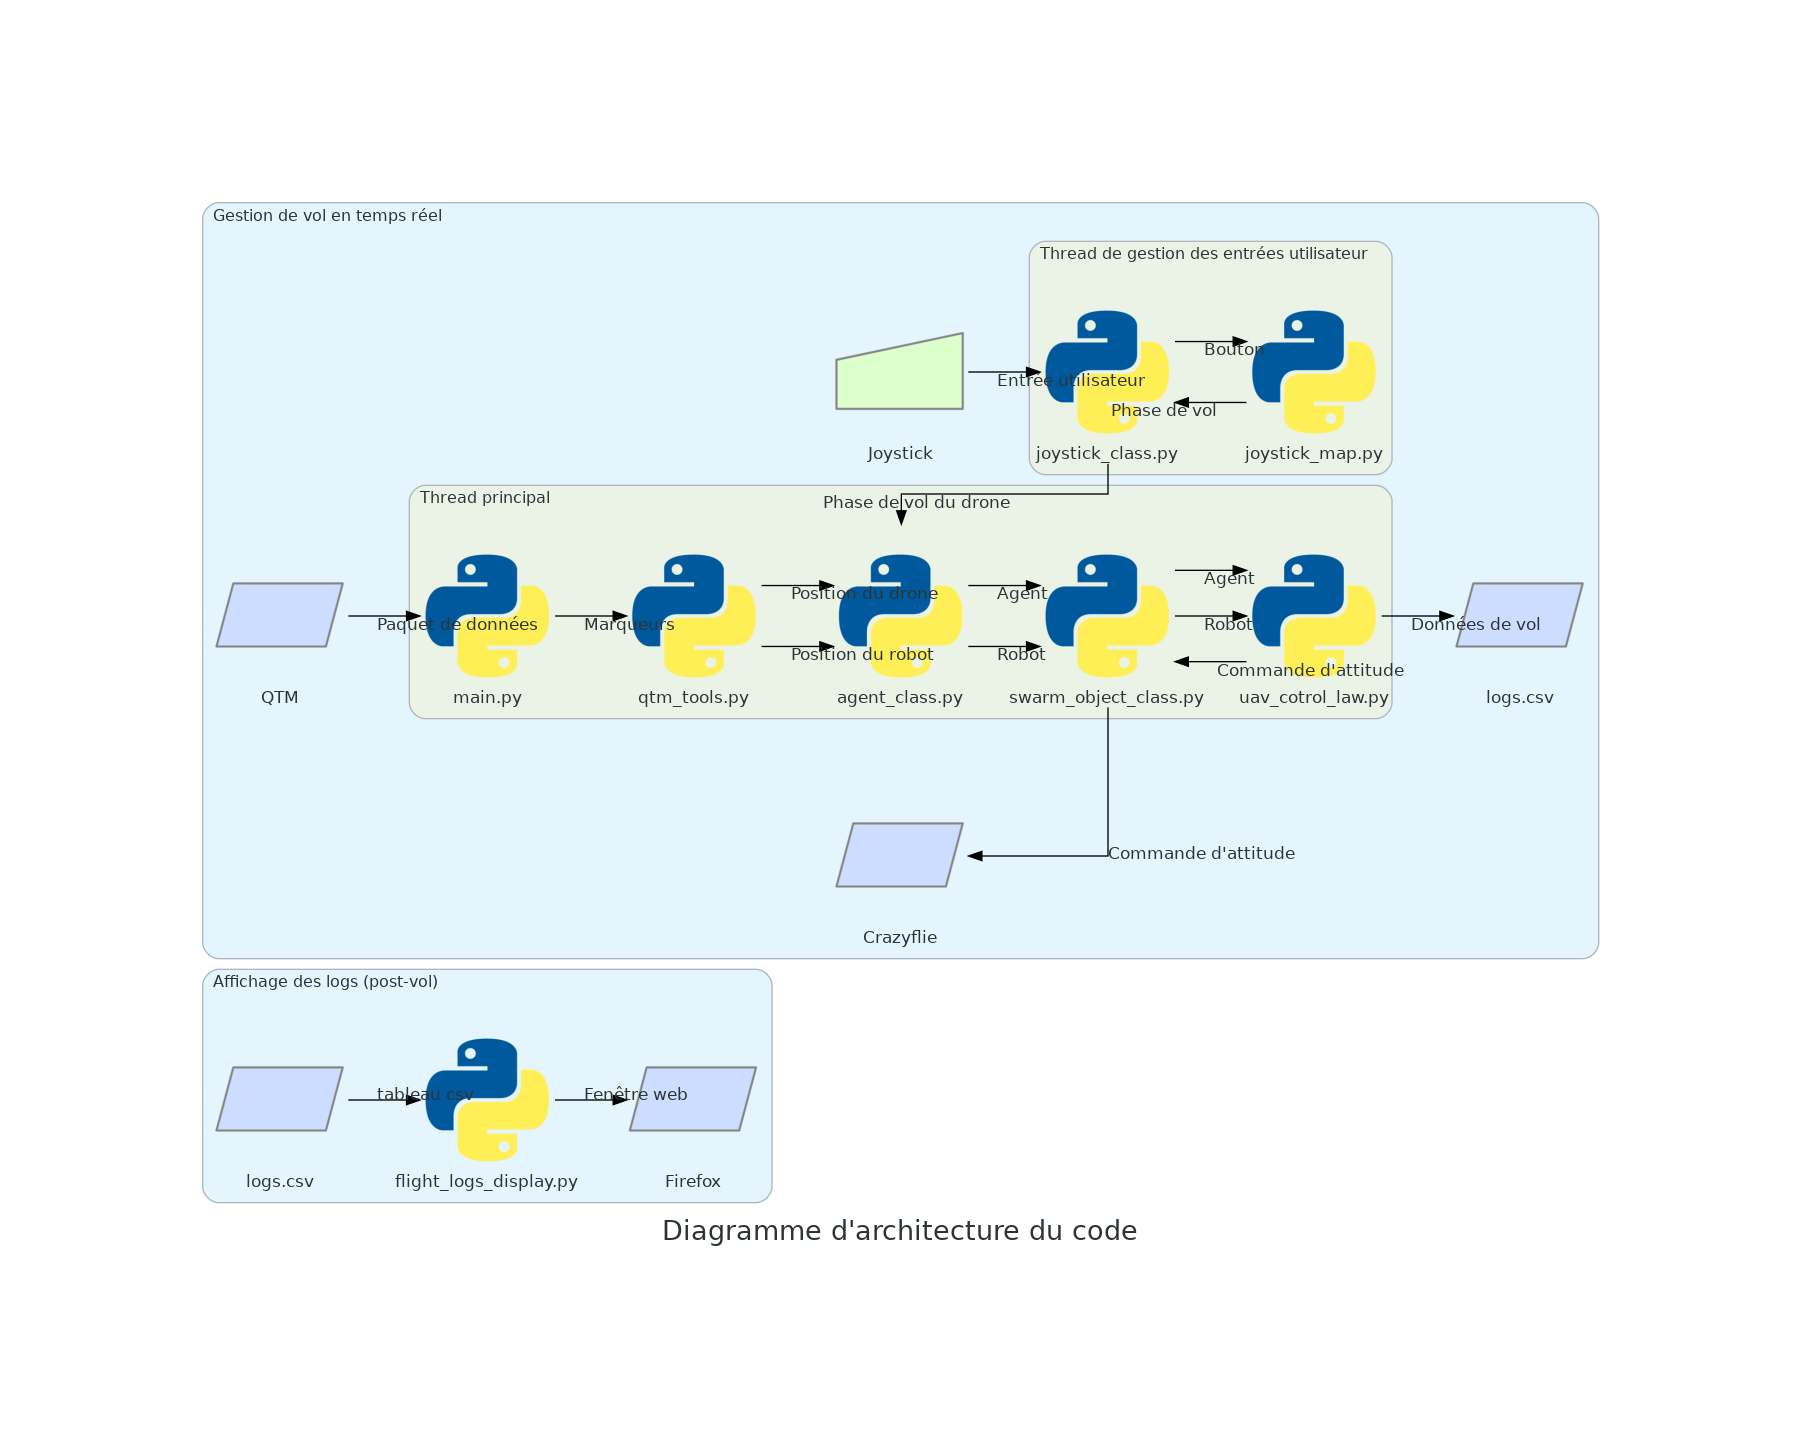 Gestion de vol en temps réel
Thread de gestion des entrées utilisateur
Bouton
Entrée utilisateur
Phase de vol
Joystick
joystick_class.py
joystick_map.py
Thread principal
Phase de vol du drone
Position du drone
Agent
Agent
Paquet de données
Marqueurs
Robot
Données de vol
Position du robot
Robot
Commande d'attitude
QTM
main.py
qtm_tools.py
agent_class.py
swarm_object_class.py
uav_cotrol_law.py
logs.csv
Commande d'attitude
Crazyflie
Affichage des logs (post-vol)
tableau csv
Fenêtre web
logs.csv
flight_logs_display.py
Firefox
Diagramme d'architecture du code